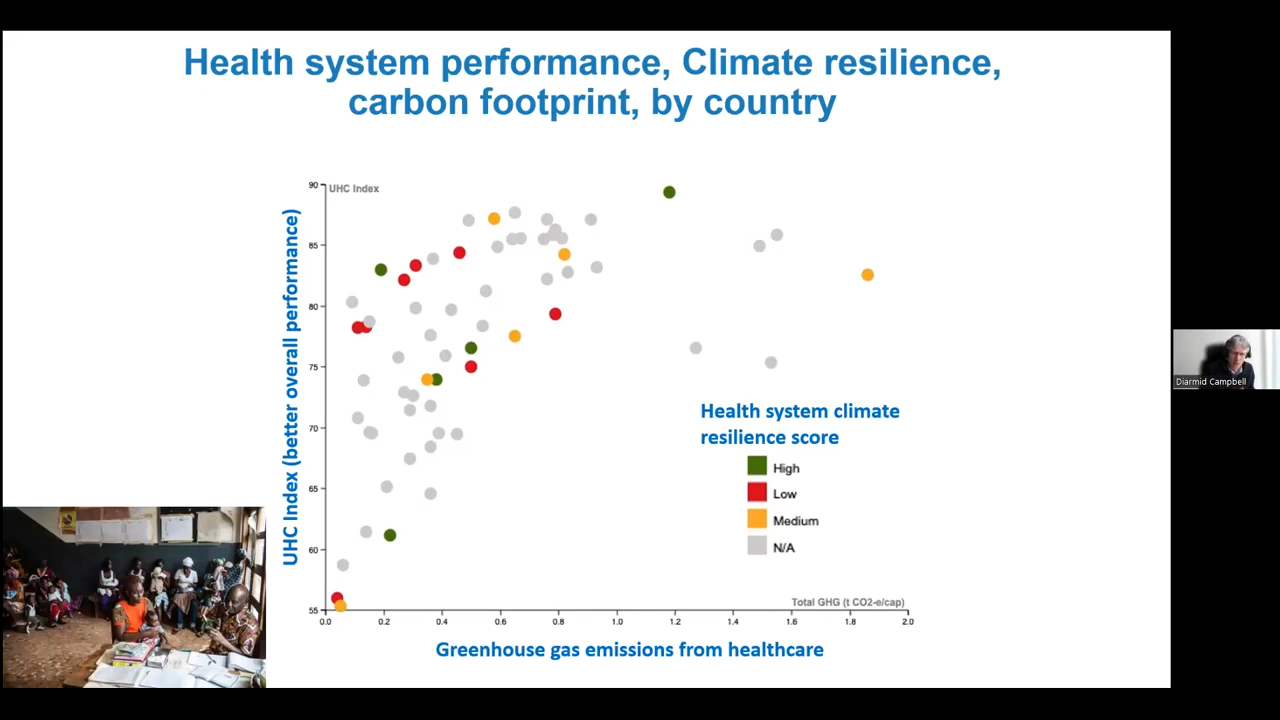 Health system performance, Climate resilience,
carbon footprint, by country
UHC Index (better overall performance)
UHC Index
90
85
80
75
70
65
60
55
0.0
0.2
0.4
0.6
0.8
1.0
1.2
1.4
1.6
1.8
2.0
Total GHG (t CO2-e/cap)
Greenhouse gas emissions from healthcare
Health system climate
resilience score
High
Low
Medium
N/A
Diarmid Campbell